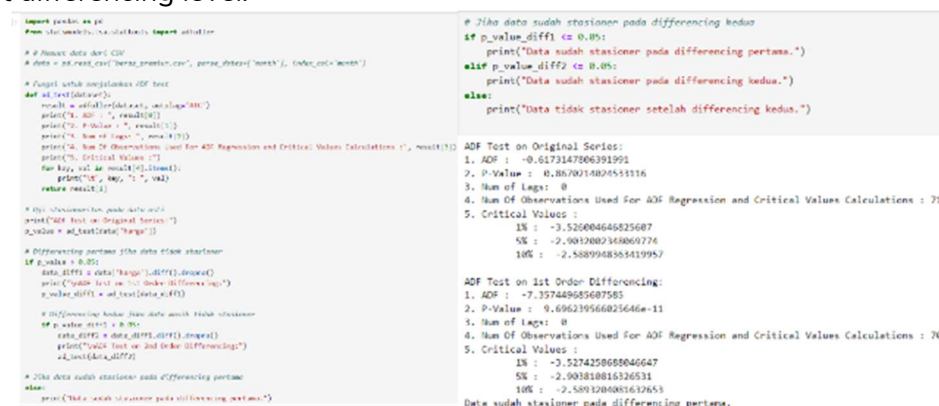 t differencing level.
import pandas as pd
from statsmodels.tsa.stattools import adfuller
# # Memuat data dari CSV
# data = pd.read_csv('beras_premium.csv', parse_dates=['month'], index_col='month')
# Fungsi untuk menjalankan ADF test
def ad_test(dataset):
result = adfuller(dataset, autolag="AIC")
print("1. ADF : ", result[0])
print("2. P-Value : ", result[1])
print("3. Num of Lags: ", result[2])
print("4. Num Of Observations Used For ADF Regression and Critical Values Calculations :", result[3])
print("5. Critical Values :")
for key, val in result[4].items():
print("\t", key, ": ", val)
return result[1]
# Uji stasioneritas pada data asli
print("ADF Test on Original Series:")
p_value = ad_test(data["harga"])
# Differencing pertama jika data tidak stasioner
if p_value > 0.05:
data_diff1 = data["harga"].diff().dropna()
print("\nADF Test on 1st Order Differencing:")
p_value_diff1 = ad_test(data_diff1)
# Differencing kedua jika data masih tidak stasioner
if p_value_diff1 > 0.05:
data_diff2 = data_diff1.diff().dropna()
print("\nADF Test on 2nd Order Differencing:")
ad_test(data_diff2)
# Jika data sudah stasioner pada differencing pertama
else:
print("Data sudah stasioner pada differencing pertama.")
# Jika data sudah stasioner pada differencing kedua
if p_value_diff1 <= 0.05:
print("Data sudah stasioner pada differencing pertama.")
elif p_value_diff2 <= 0.05:
print("Data sudah stasioner pada differencing kedua.")
else:
print("Data tidak stasioner setelah differencing kedua.")
ADF Test on Original Series:
1. ADF : -0.6173147806391991
2. P-Value : 0.8670214024533116
3. Num of Lags: 0
4. Num Of Observations Used For ADF Regression and Critical Values Calculations : 71
5. Critical Values :
1% : -3.526004646825607
5% : -2.9032002348069774
10% : -2.5889948363419957
ADF Test on 1st Order Differencing:
1. ADF : -7.357449685607585
2. P-Value : 9.696239566025646e-11
3. Num of Lags: 0
4. Num Of Observations Used For ADF Regression and Critical Values Calculations : 70
5. Critical Values :
1% : -3.5274258688046647
5% : -2.903810816326531
10% : -2.5893204081632653
Data sudah stasioner pada differencing pertama.